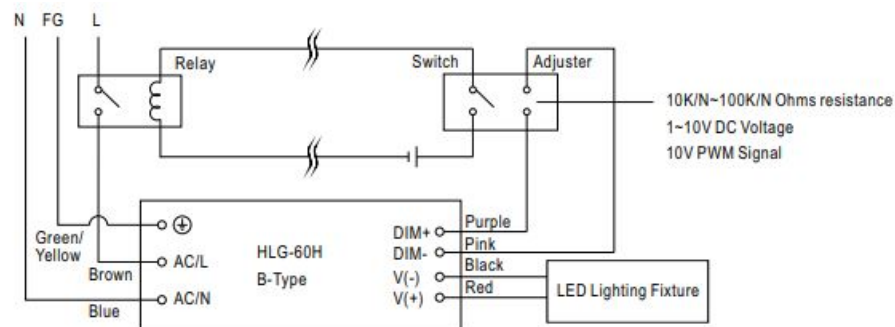 N FG L
Relay
Switch
Adjuster
10K/N~100K/N Ohms resistance
1~10V DC Voltage
10V PWM Signal
Green/
Yellow
Brown
Blue
AC/L
AC/N
HLG-60H
B-Type
DIM+
DIM-
V(-)
V(+)
Purple
Pink
Black
Red
LED Lighting Fixture